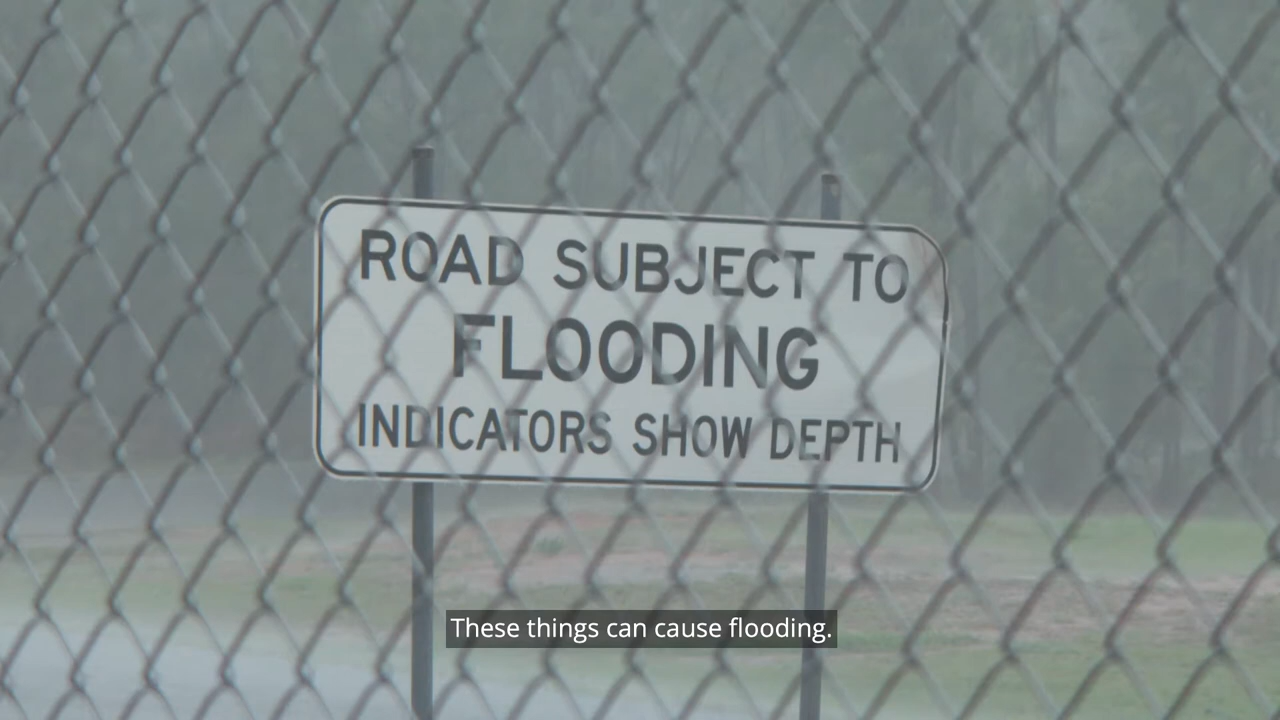 ROAD SUBJECT TO
FLOODING
INDICATORS SHOW DEPTH
These things can cause flooding.